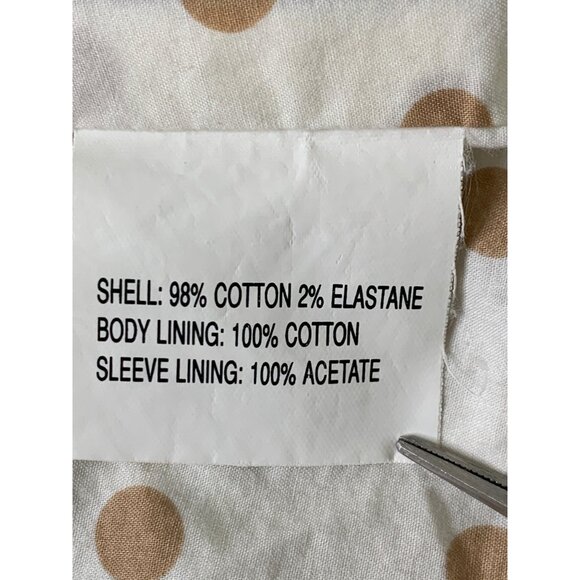 SHELL: 98% COTTON 2% ELASTANE
BODY LINING: 100% COTTON
SLEEVE LINING: 100% ACETATE